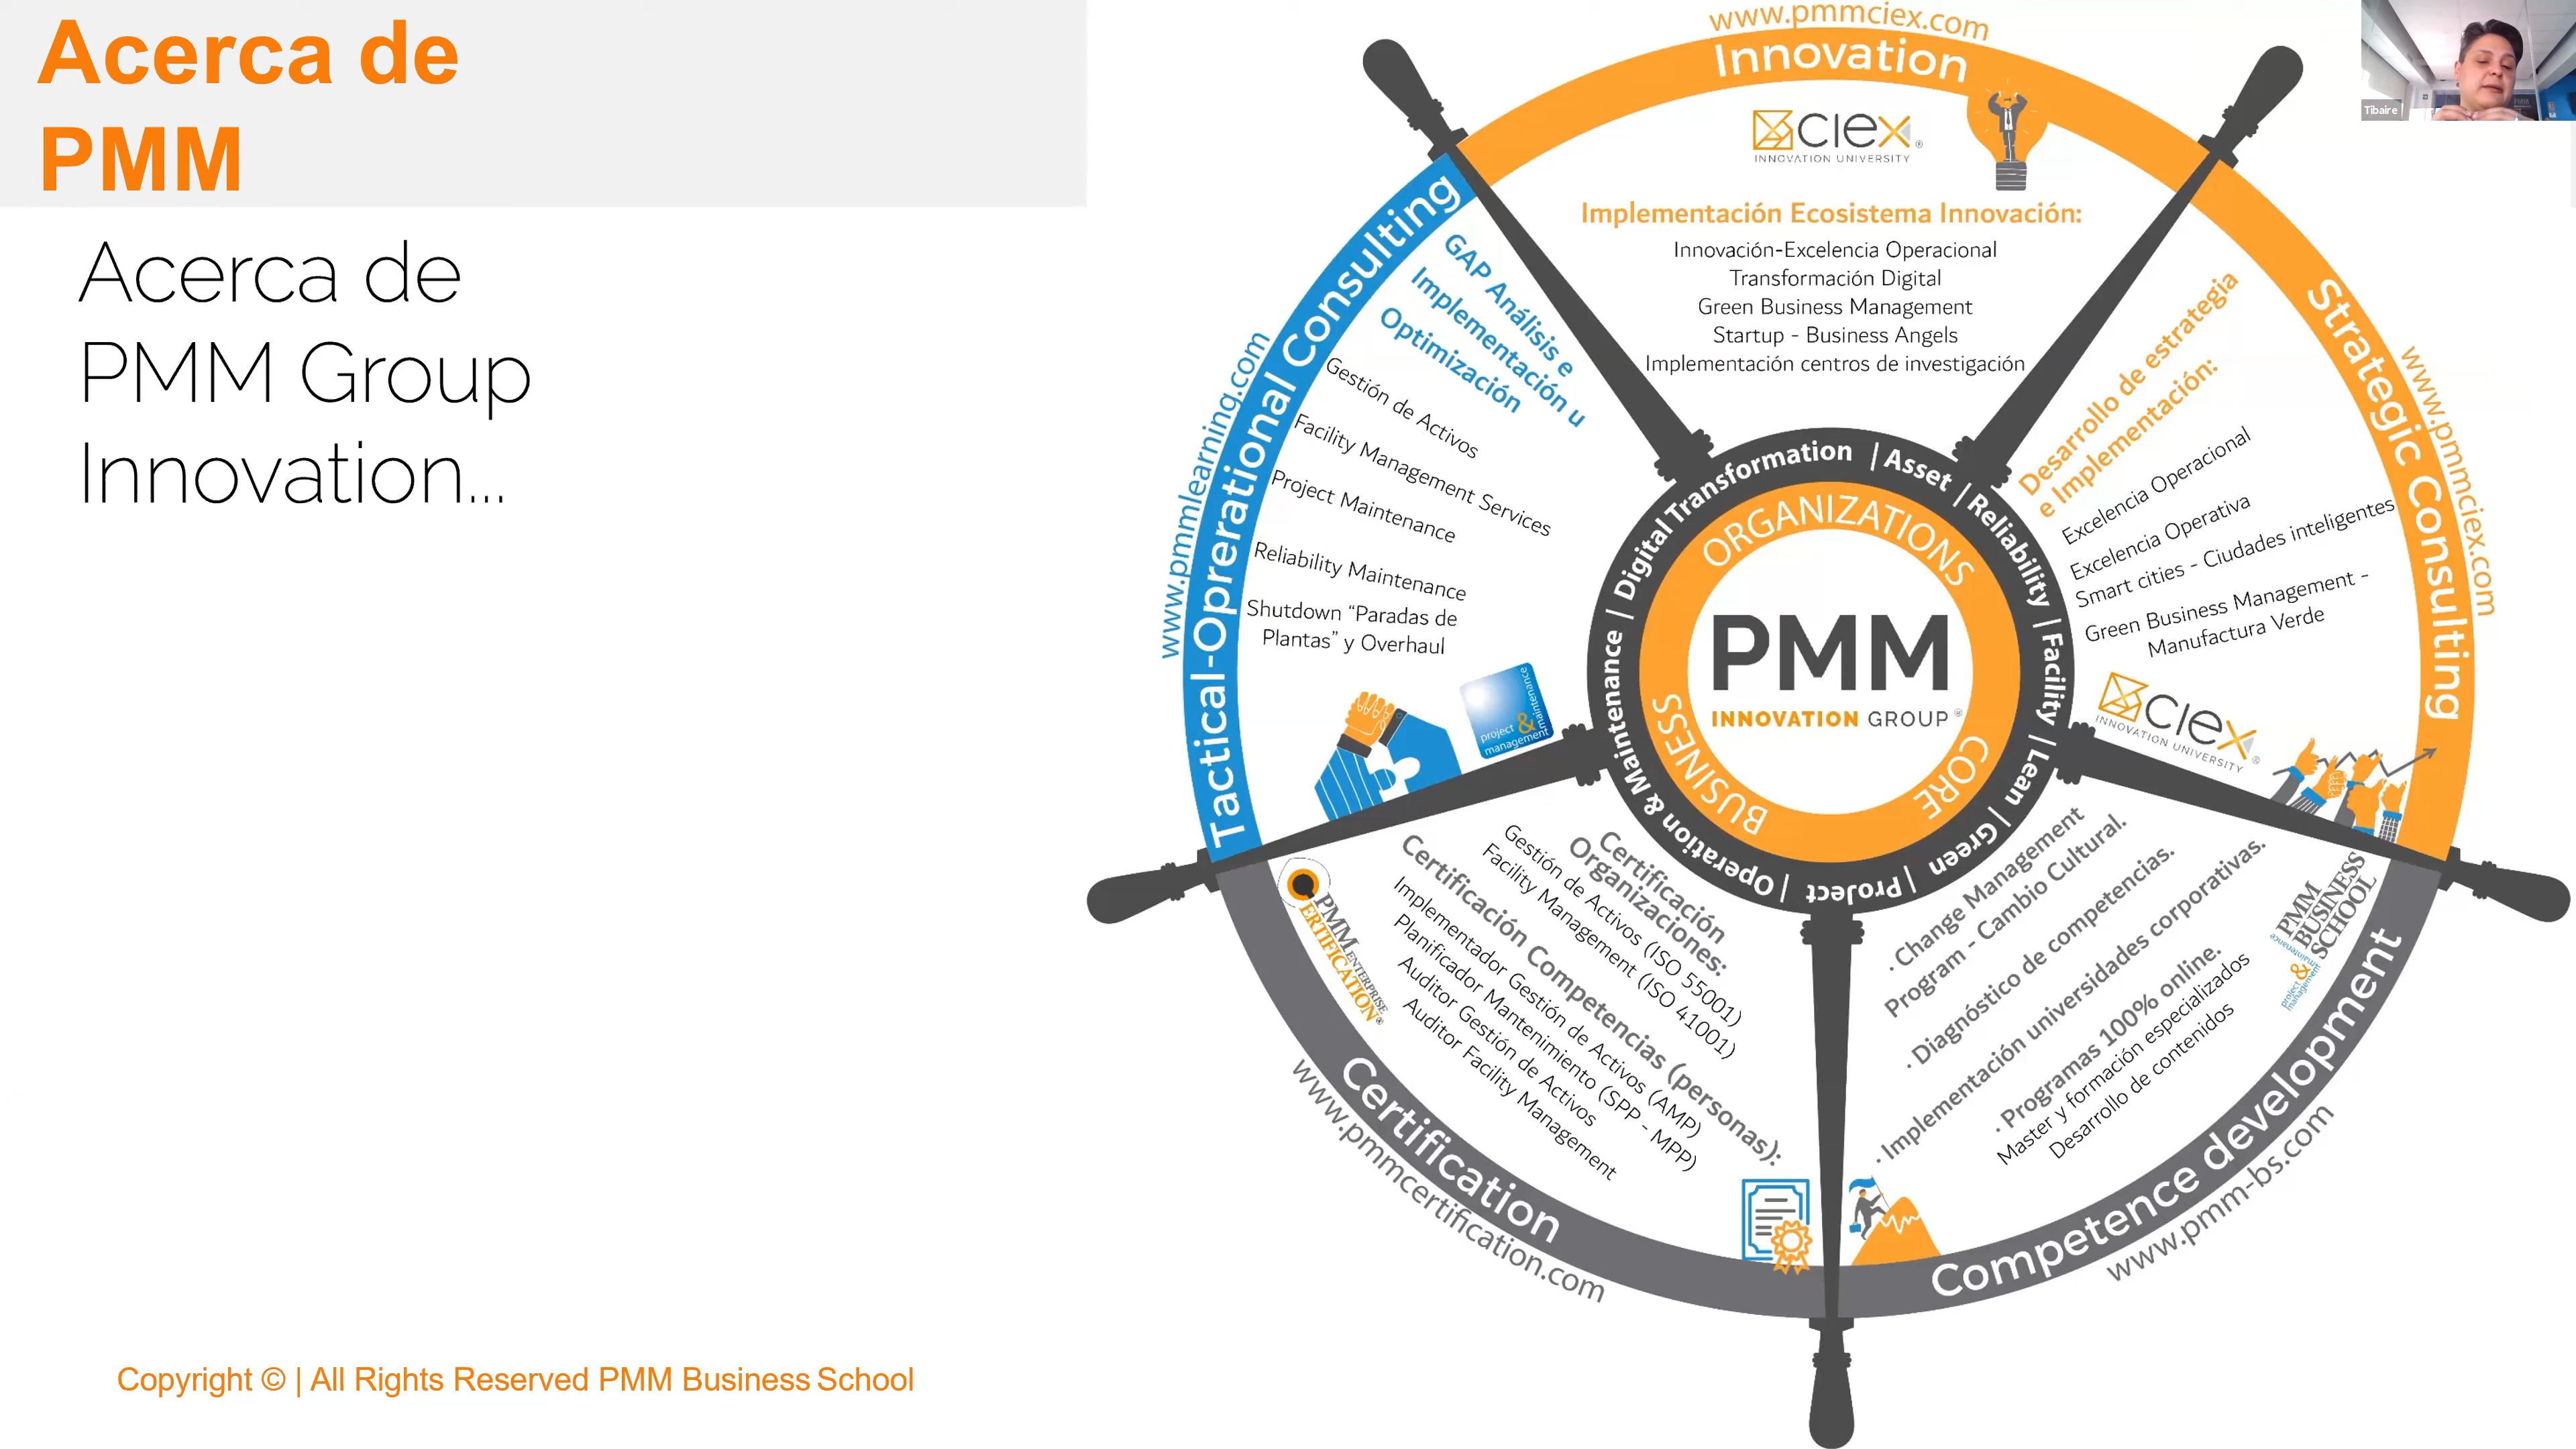 Acerca de
PMM
Acerca de
PMM Group
Innovation...
Copyright © | All Rights Reserved PMM Business School
www.pmmciex.com
Innovation
CIEX®
INNOVATION UNIVERSITY
Implementación Ecosistema Innovación:
Innovación-Excelencia Operacional
Transformación Digital
Green Business Management
Startup - Business Angels
Implementación centros de investigación
Tibaire
www.pmmciex.com
Strategic Consulting
Desarrollo de estrategia
e Implementación:
Excelencia Operacional
Excelencia Operativa
Smart cities - Ciudades inteligentes
Green Business Management -
Manufactura Verde
CIEX®
INNOVATION UNIVERSITY
www.pmmlearning.com
Tactical-Oprerational Consulting
GAP Análisis e
Implementación u
Optimización
Gestión de Activos
Facility Management Services
Project Maintenance
Reliability Maintenance
Shutdown “Paradas de
Plantas” y Overhaul
project & maintenance
management
| Digital Transformation | Asset | Reliability | Facility | Lean | Green | Project | Operation & Maintenance
ORGANIZATIONS
CORE
BUSINESS
PMM
INNOVATION GROUP®
PMM ENTERPRISE
CERTIFICATION®
Certificación
Organizaciones:
Gestión de Activos (ISO 55001)
Facility Management (ISO 41001)
Certificación Competencias (personas):
Implementador Gestión de Activos (AMP)
Planificador Mantenimiento (SPP - MPP)
Auditor Gestión de Activos
Auditor Facility Management
Certification
www.pmmcertification.com
· Change Management
Program - Cambio Cultural.
· Diagnóstico de competencias.
· Implementación universidades corporativas.
· Programas 100% online.
Master y formación especializados
Desarrollo de contenidos
PMM
BUSINESS
SCHOOL
project & maintenance
management
Competence development
www.pmm-bs.com